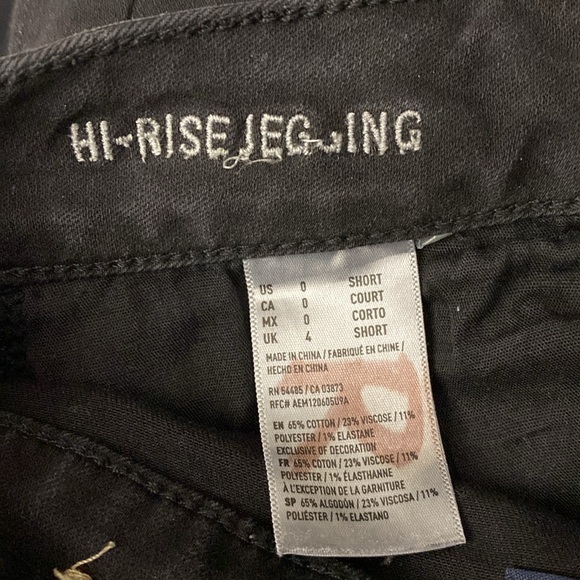 HI-RISE JEGGING
US 0 SHORT
CA 0 COURT
MX 0 CORTO
UK 4 SHORT
MADE IN CHINA / FABRIQUÉ EN CHINE /
HECHO EN CHINA
RN 54485 / CA 03873
RFC# AEM120605U9A
EN 65% COTTON / 23% VISCOSE / 11%
POLYESTER / 1% ELASTANE
EXCLUSIVE OF DECORATION
FR 65% COTON / 23% VISCOSE / 11%
POLYESTER / 1% ÉLASTHANNE
À L'EXCEPTION DE LA GARNITURE
SP 65% ALGODÓN / 23% VISCOSA / 11%
POLIÉSTER / 1% ELASTANO